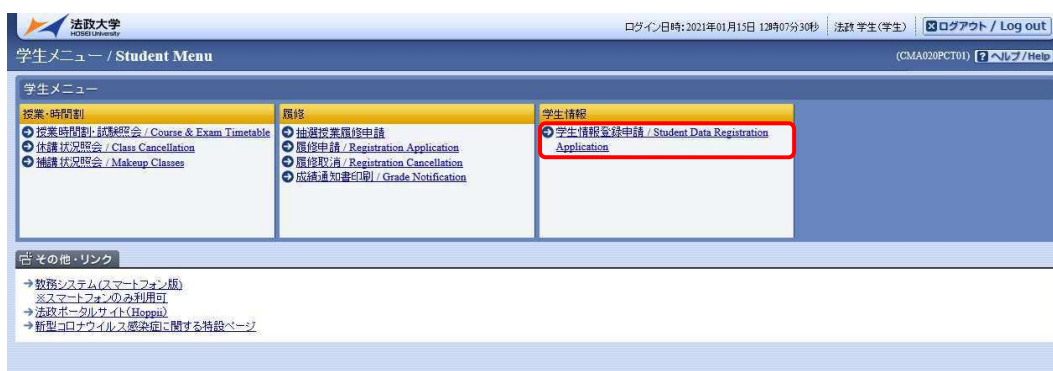 法政大学
HOSEI University
ログイン日時:2021年01月15日 12時07分30秒
法政 学生(学生)
ログアウト / Log out
学生メニュー / Student Menu
(CMA020PCT01)
ヘルプ/Help
学生メニュー
授業・時間割
授業時間割・試験照会 / Course & Exam Timetable
休講状況照会 / Class Cancellation
補講状況照会 / Makeup Classes
履修
抽選授業履修申請
履修申請 / Registration Application
履修取消 / Registration Cancellation
成績通知書印刷 / Grade Notification
学生情報
学生情報登録申請 / Student Data Registration
Application
その他・リンク
教務システム(スマートフォン版)
※スマートフォンのみ利用可
法政ポータルサイト(Hoppii)
新型コロナウイルス感染症に関する特設ページ